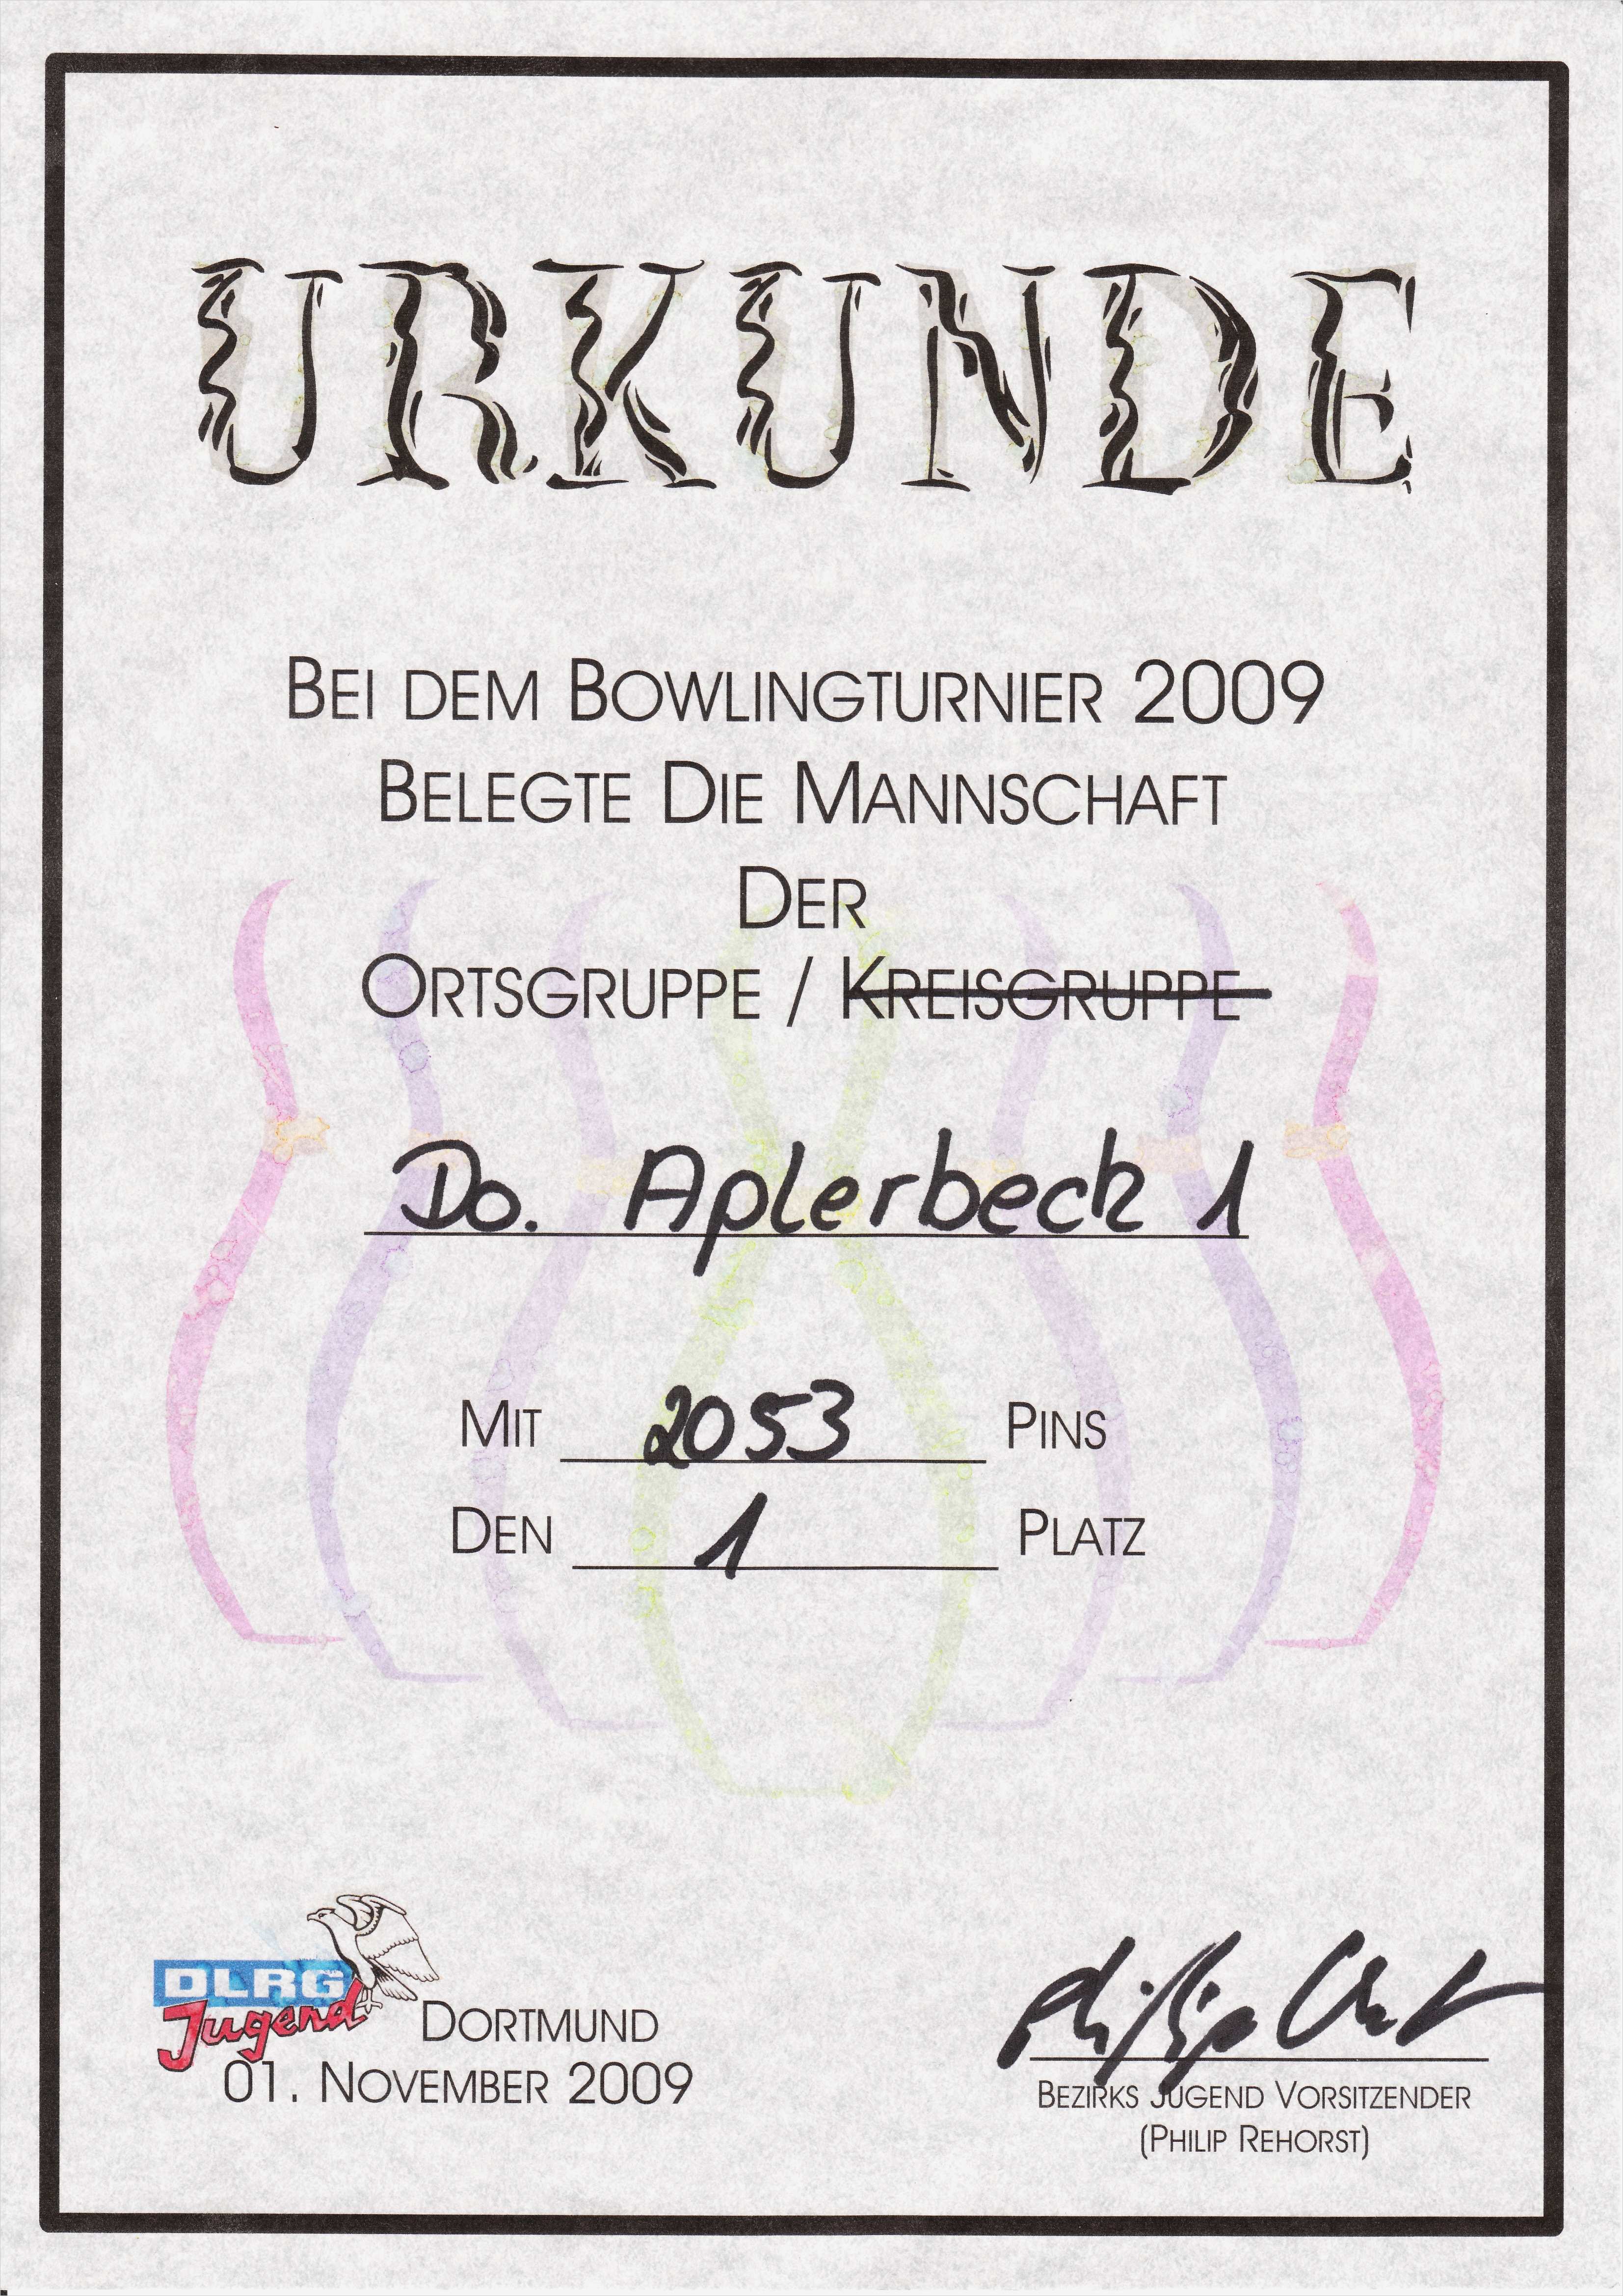 URKUNDE
BEI DEM BOWLINGTURNIER 2009
BELEGTE DIE MANNSCHAFT
DER
ORTSGRUPPE / KREISGRUPPE
Do. Aplerbeck 1
MIT 2053 PINS
DEN 1 PLATZ
DLRG
Jugend DORTMUND
01. NOVEMBER 2009
BEZIRKS JUGEND VORSITZENDER
(PHILIP REHORST)